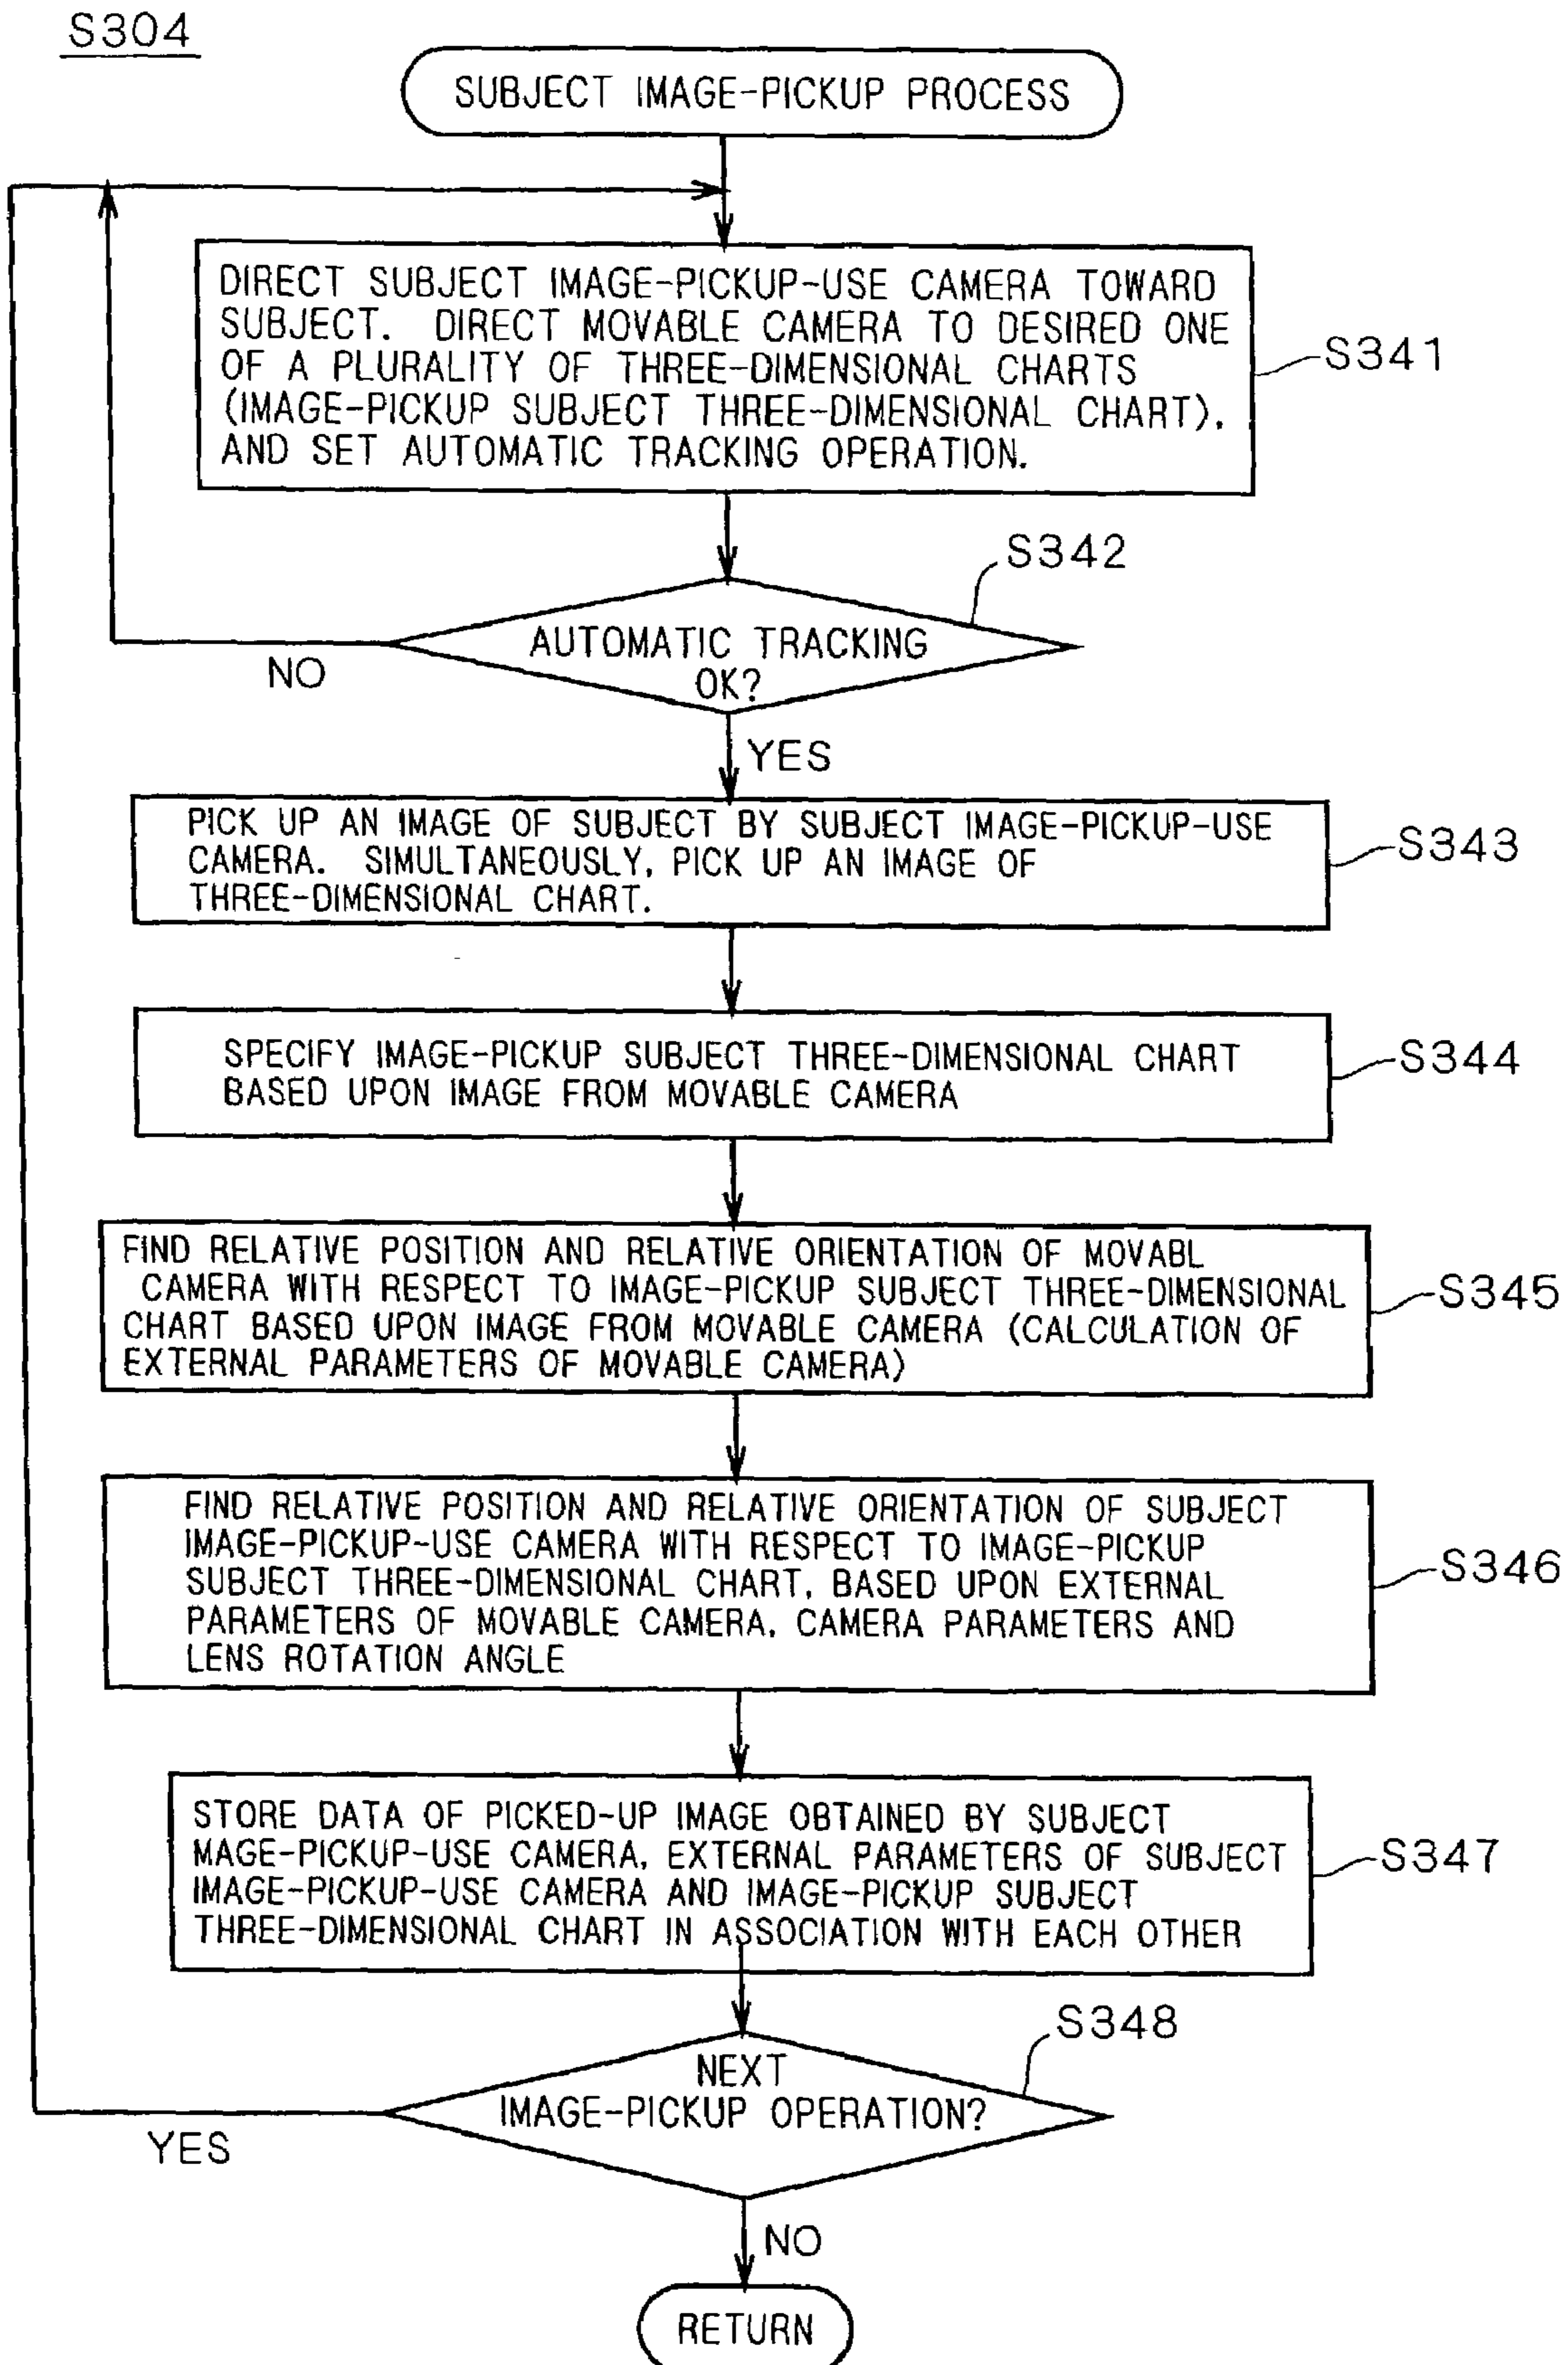 S304
SUBJECT IMAGE-PICKUP PROCESS
DIRECT SUBJECT IMAGE-PICKUP-USE CAMERA TOWARD
SUBJECT. DIRECT MOVABLE CAMERA TO DESIRED ONE
OF A PLURALITY OF THREE-DIMENSIONAL CHARTS
(IMAGE-PICKUP SUBJECT THREE-DIMENSIONAL CHART),
AND SET AUTOMATIC TRACKING OPERATION.
S341
S342
AUTOMATIC TRACKING
OK?
NO
YES
PICK UP AN IMAGE OF SUBJECT BY SUBJECT IMAGE-PICKUP-USE
CAMERA. SIMULTANEOUSLY, PICK UP AN IMAGE OF
THREE-DIMENSIONAL CHART.
S343
SPECIFY IMAGE-PICKUP SUBJECT THREE-DIMENSIONAL CHART
BASED UPON IMAGE FROM MOVABLE CAMERA
S344
FIND RELATIVE POSITION AND RELATIVE ORIENTATION OF MOVABL
CAMERA WITH RESPECT TO IMAGE-PICKUP SUBJECT THREE-DIMENSIONAL
CHART BASED UPON IMAGE FROM MOVABLE CAMERA (CALCULATION OF
EXTERNAL PARAMETERS OF MOVABLE CAMERA)
S345
FIND RELATIVE POSITION AND RELATIVE ORIENTATION OF SUBJECT
IMAGE-PICKUP-USE CAMERA WITH RESPECT TO IMAGE-PICKUP
SUBJECT THREE-DIMENSIONAL CHART, BASED UPON EXTERNAL
PARAMETERS OF MOVABLE CAMERA, CAMERA PARAMETERS AND
LENS ROTATION ANGLE
S346
STORE DATA OF PICKED-UP IMAGE OBTAINED BY SUBJECT
MAGE-PICKUP-USE CAMERA, EXTERNAL PARAMETERS OF SUBJECT
IMAGE-PICKUP-USE CAMERA AND IMAGE-PICKUP SUBJECT
THREE-DIMENSIONAL CHART IN ASSOCIATION WITH EACH OTHER
S347
S348
NEXT
IMAGE-PICKUP OPERATION?
YES
NO
RETURN